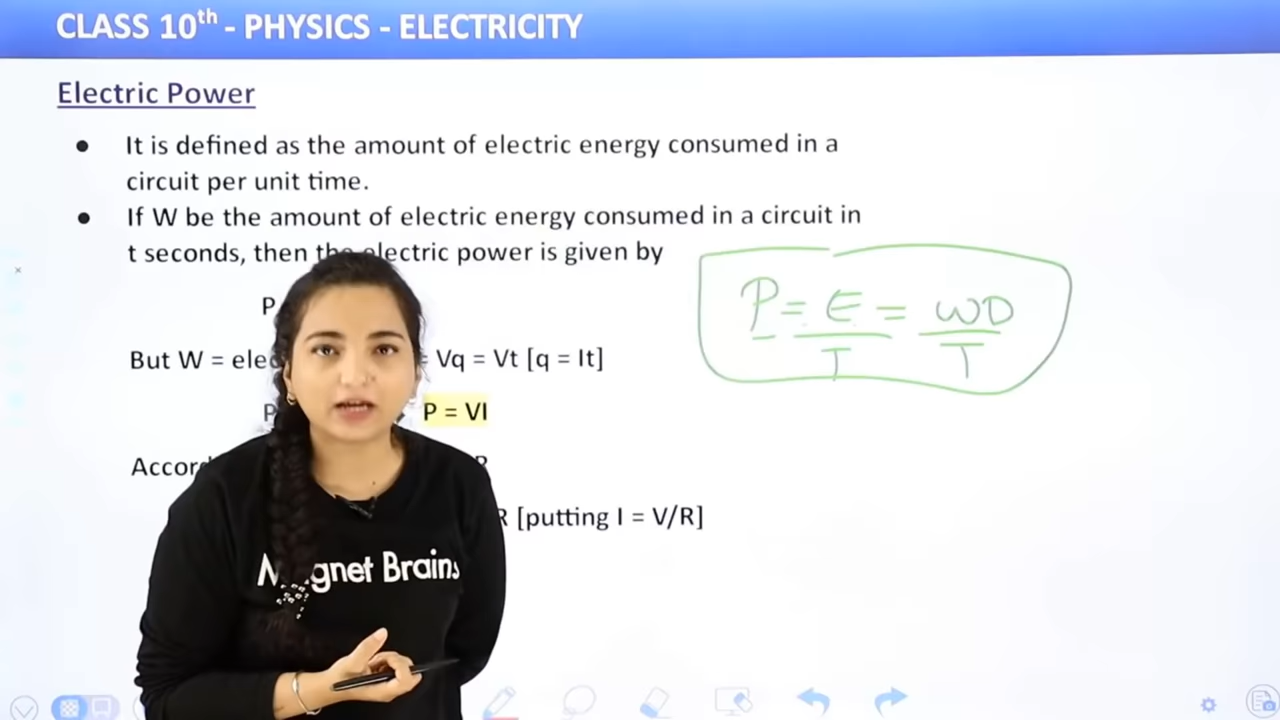 CLASS 10th - PHYSICS - ELECTRICITY
Electric Power
● It is defined as the amount of electric energy consumed in a
circuit per unit time.
● If W be the amount of electric energy consumed in a circuit in
t seconds, then the electric power is given by
P
P = E/T = WD/T
But W = elec = Vq = Vt [q = It]
P P = VI
Accor R
R [putting I = V/R]
Magnet Brains